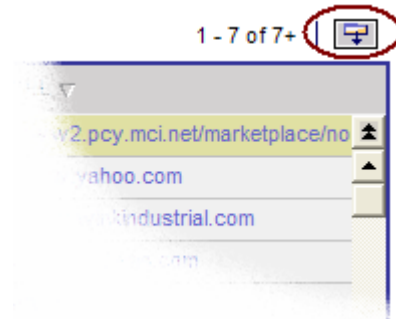 1 - 7 of 7+
y2.pcy.mci.net/marketplace/no
yahoo.com
industrial.com